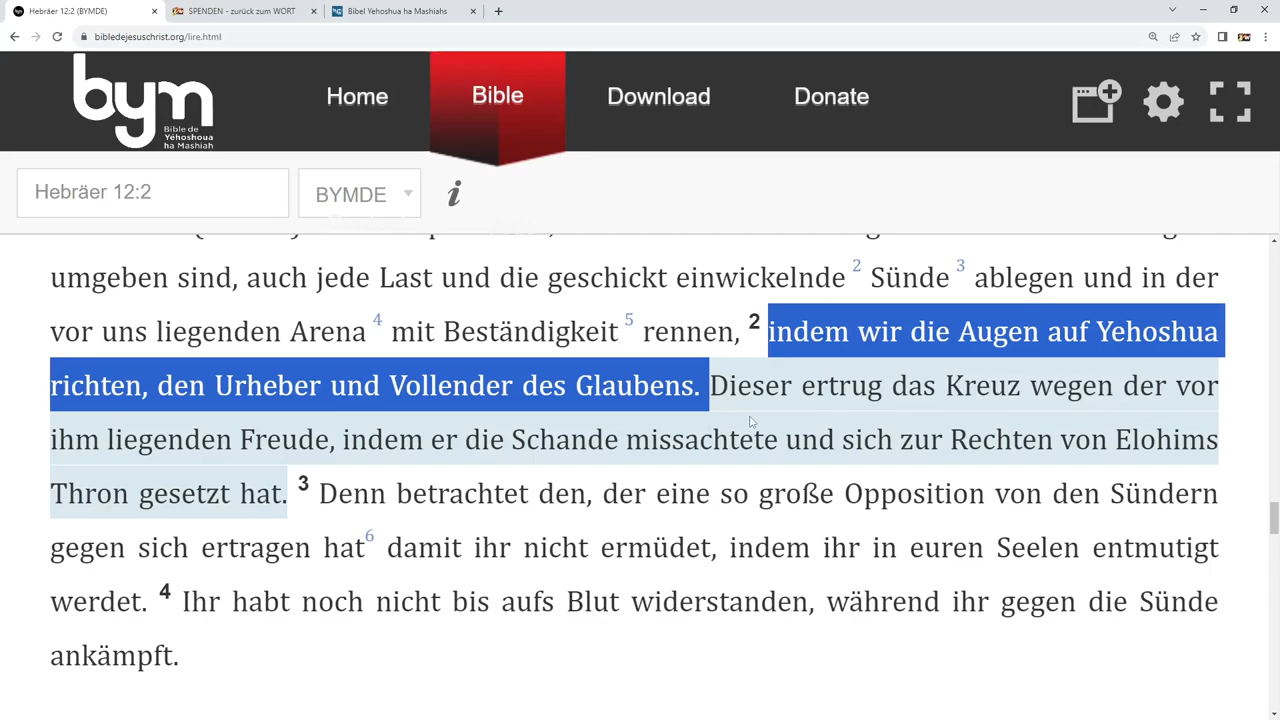 Hebräer 12:2 (BYMDE)
SPENDEN - zurück zum WORT
Bibel Yehoshua ha Mashiahs
bibledejesuschrist.org/lire.html
bym
Bible de
Yéhoshoua
ha Mashiah
Home
Bible
Download
Donate
Hebräer 12:2
BYMDE
i
umgeben sind, auch jede Last und die geschickt einwickelnde 2 Sünde 3 ablegen und in der
vor uns liegenden Arena 4 mit Beständigkeit 5 rennen, 2 indem wir die Augen auf Yehoshua
richten, den Urheber und Vollender des Glaubens. Dieser ertrug das Kreuz wegen der vor
ihm liegenden Freude, indem er die Schande missachtete und sich zur Rechten von Elohims
Thron gesetzt hat. 3 Denn betrachtet den, der eine so große Opposition von den Sündern
gegen sich ertragen hat6 damit ihr nicht ermüdet, indem ihr in euren Seelen entmutigt
werdet. 4 Ihr habt noch nicht bis aufs Blut widerstanden, während ihr gegen die Sünde
ankämpft.